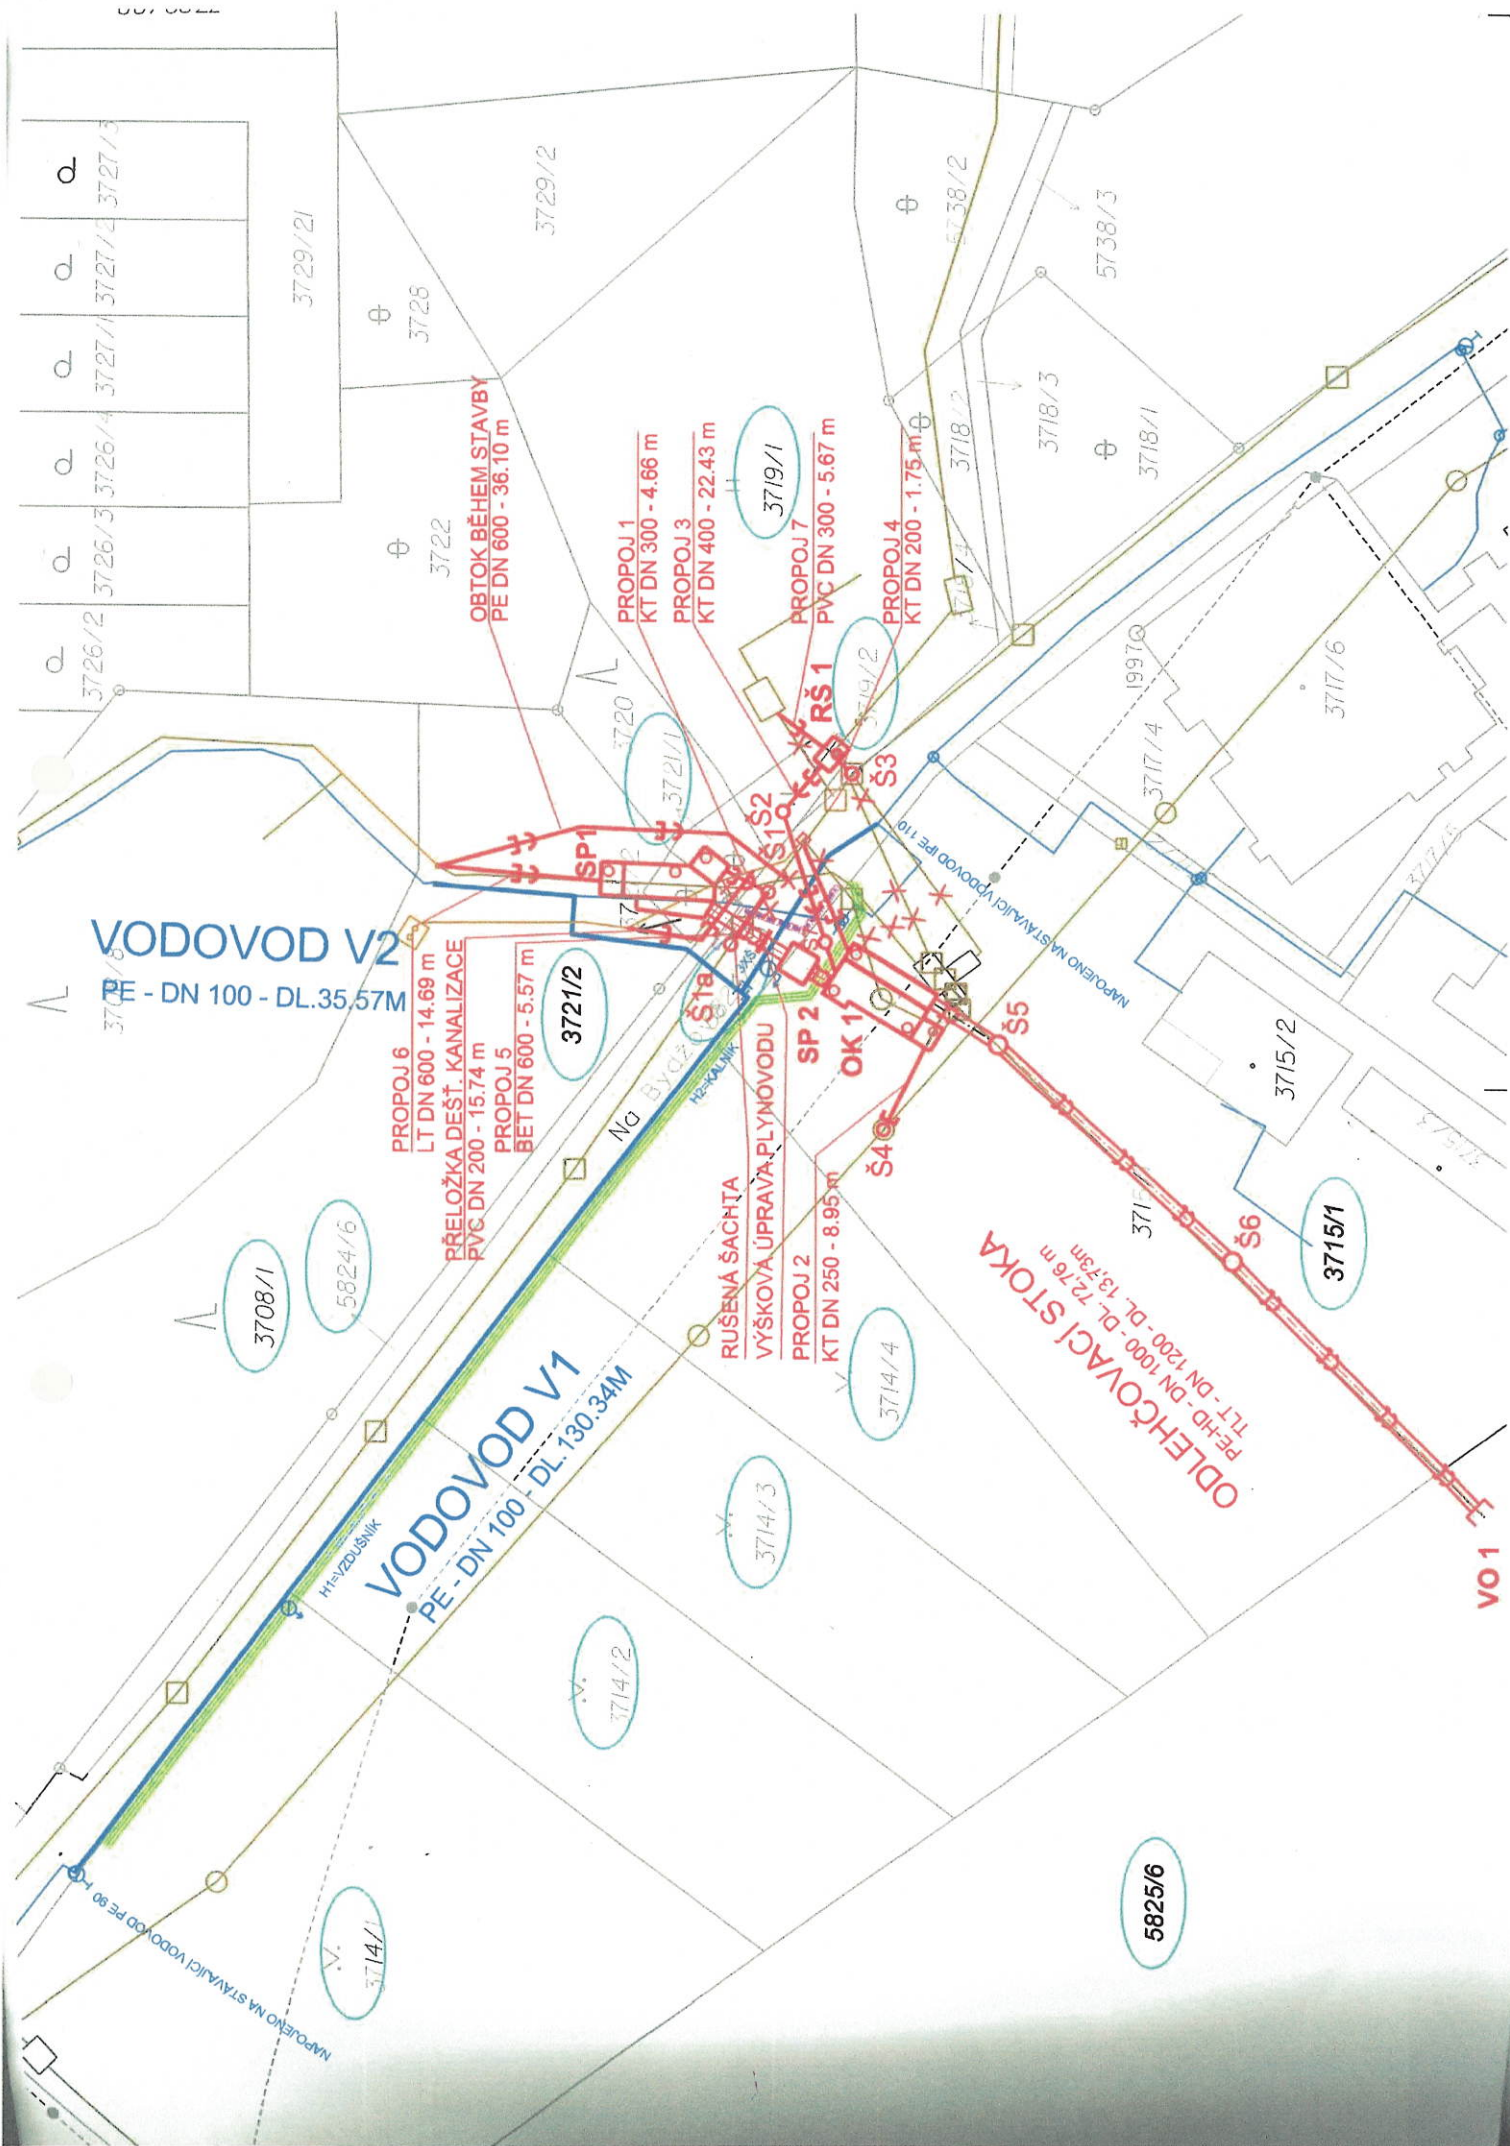 3727/3
3727/2
3727/1
3726/4
3726/3
3726/2
3729/21
3729/2
3728
3722
3720
3721/1
5738/2
5738/3
3718/2
3718/3
3718/1
3719/1
3719/2
OBTOK BĚHEM STAVBY
PE DN 600 - 36.10 m
PROPOJ 1
KT DN 300 - 4.66 m
PROPOJ 3
KT DN 400 - 22.43 m
PROPOJ 7
PVC DN 300 - 5.67 m
PROPOJ 4
KT DN 200 - 1.75 m
RŠ 1
Š3
Š2
Š1
SP1
Š1a
SP 2
OK 1
Š5
Š4
Š6
VO 1
VODOVOD V2
PE - DN 100 - DL.35,57M
PROPOJ 6
LT DN 600 - 14.69 m
PŘELOŽKA DEŠŤ. KANALIZACE
PVC DN 200 - 15.74 m
PROPOJ 5
BET DN 600 - 5.57 m
3721/2
Na
H2=KALNÍK
RUŠENÁ ŠACHTA
VÝŠKOVÁ ÚPRAVA PLYNOVODU
PROPOJ 2
KT DN 250 - 8.95 m
NAPOJENO NA STÁVAJÍCÍ VODOVOD IPE 110
1997
3717/4
3717/6
3715/2
3715/1
3708/1
5824/6
VODOVOD V1
PE - DN 100 - DL.130.34M
H1=VZDUŠNÍK
ODLEHČOVACÍ STOKA
PE-HD - DN 1000 - DL. 72,76 m
TLT - DN 1200 - DL. 13,73m
3714/4
3714/3
3714/2
3714/
NAPOJENO NA STÁVAJÍCÍ VODOVOD PE 90
5825/6